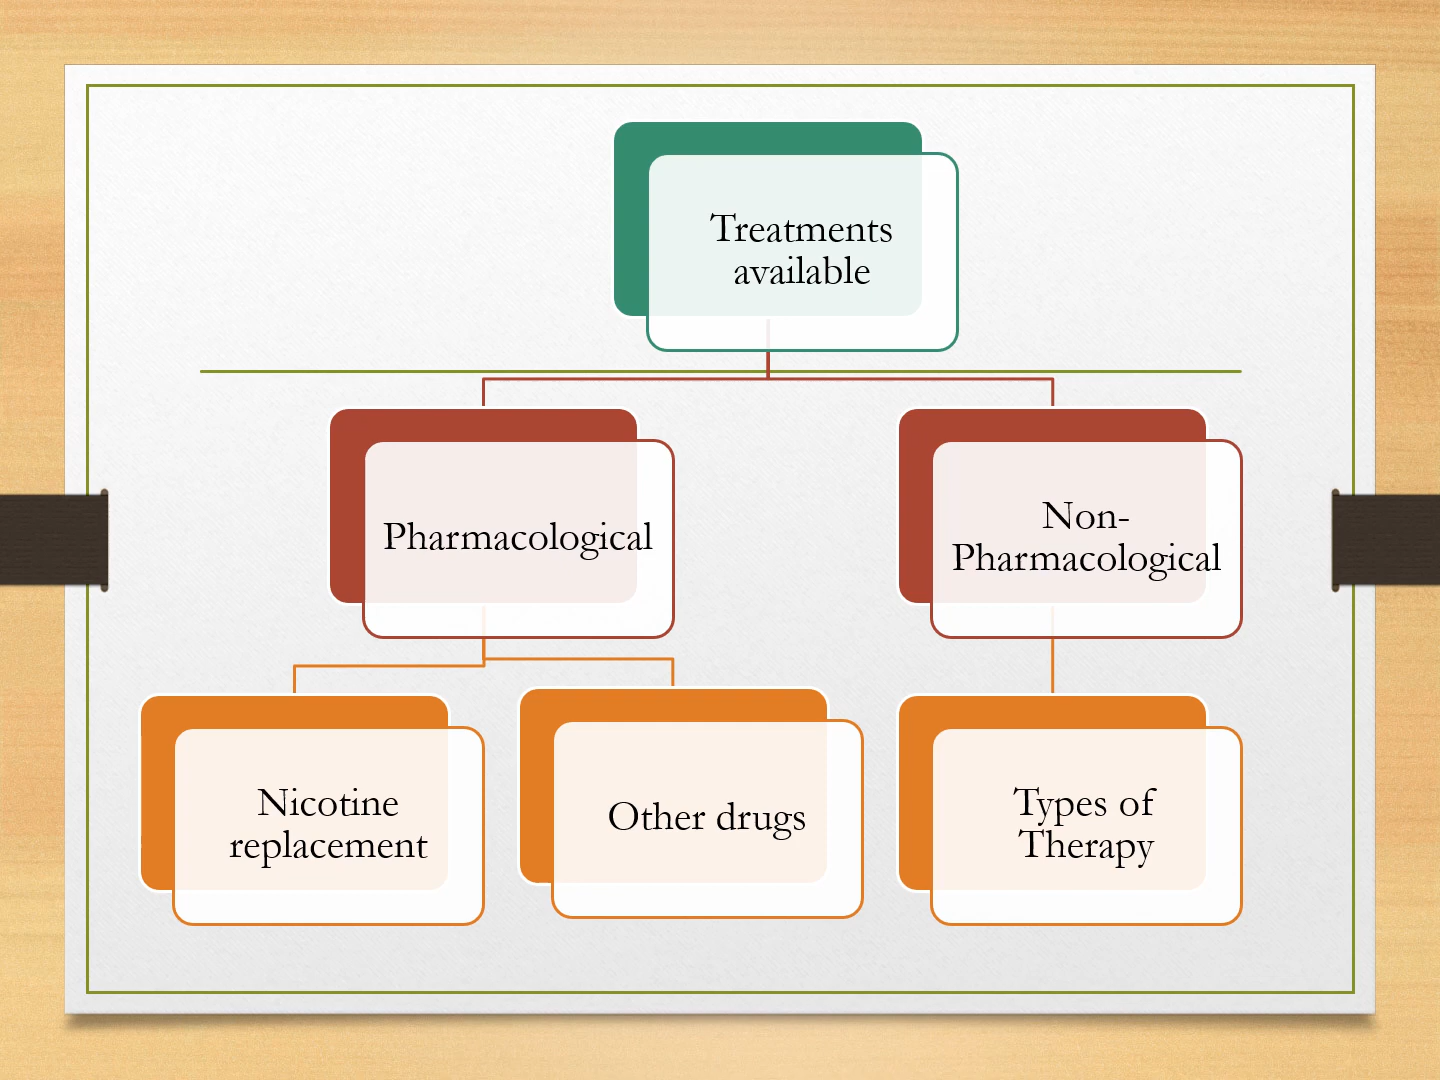 Treatments
available
Pharmacological
Non-
Pharmacological
Nicotine
replacement
Other drugs
Types of
Therapy